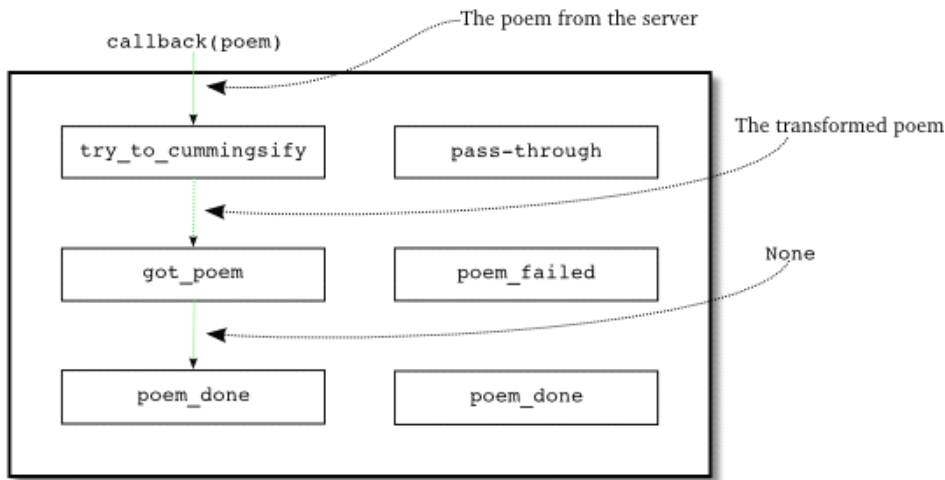 The poem from the server
callback(poem)
The transformed poem
try_to_cummingsify
pass-through
None
got_poem
poem_failed
poem_done
poem_done